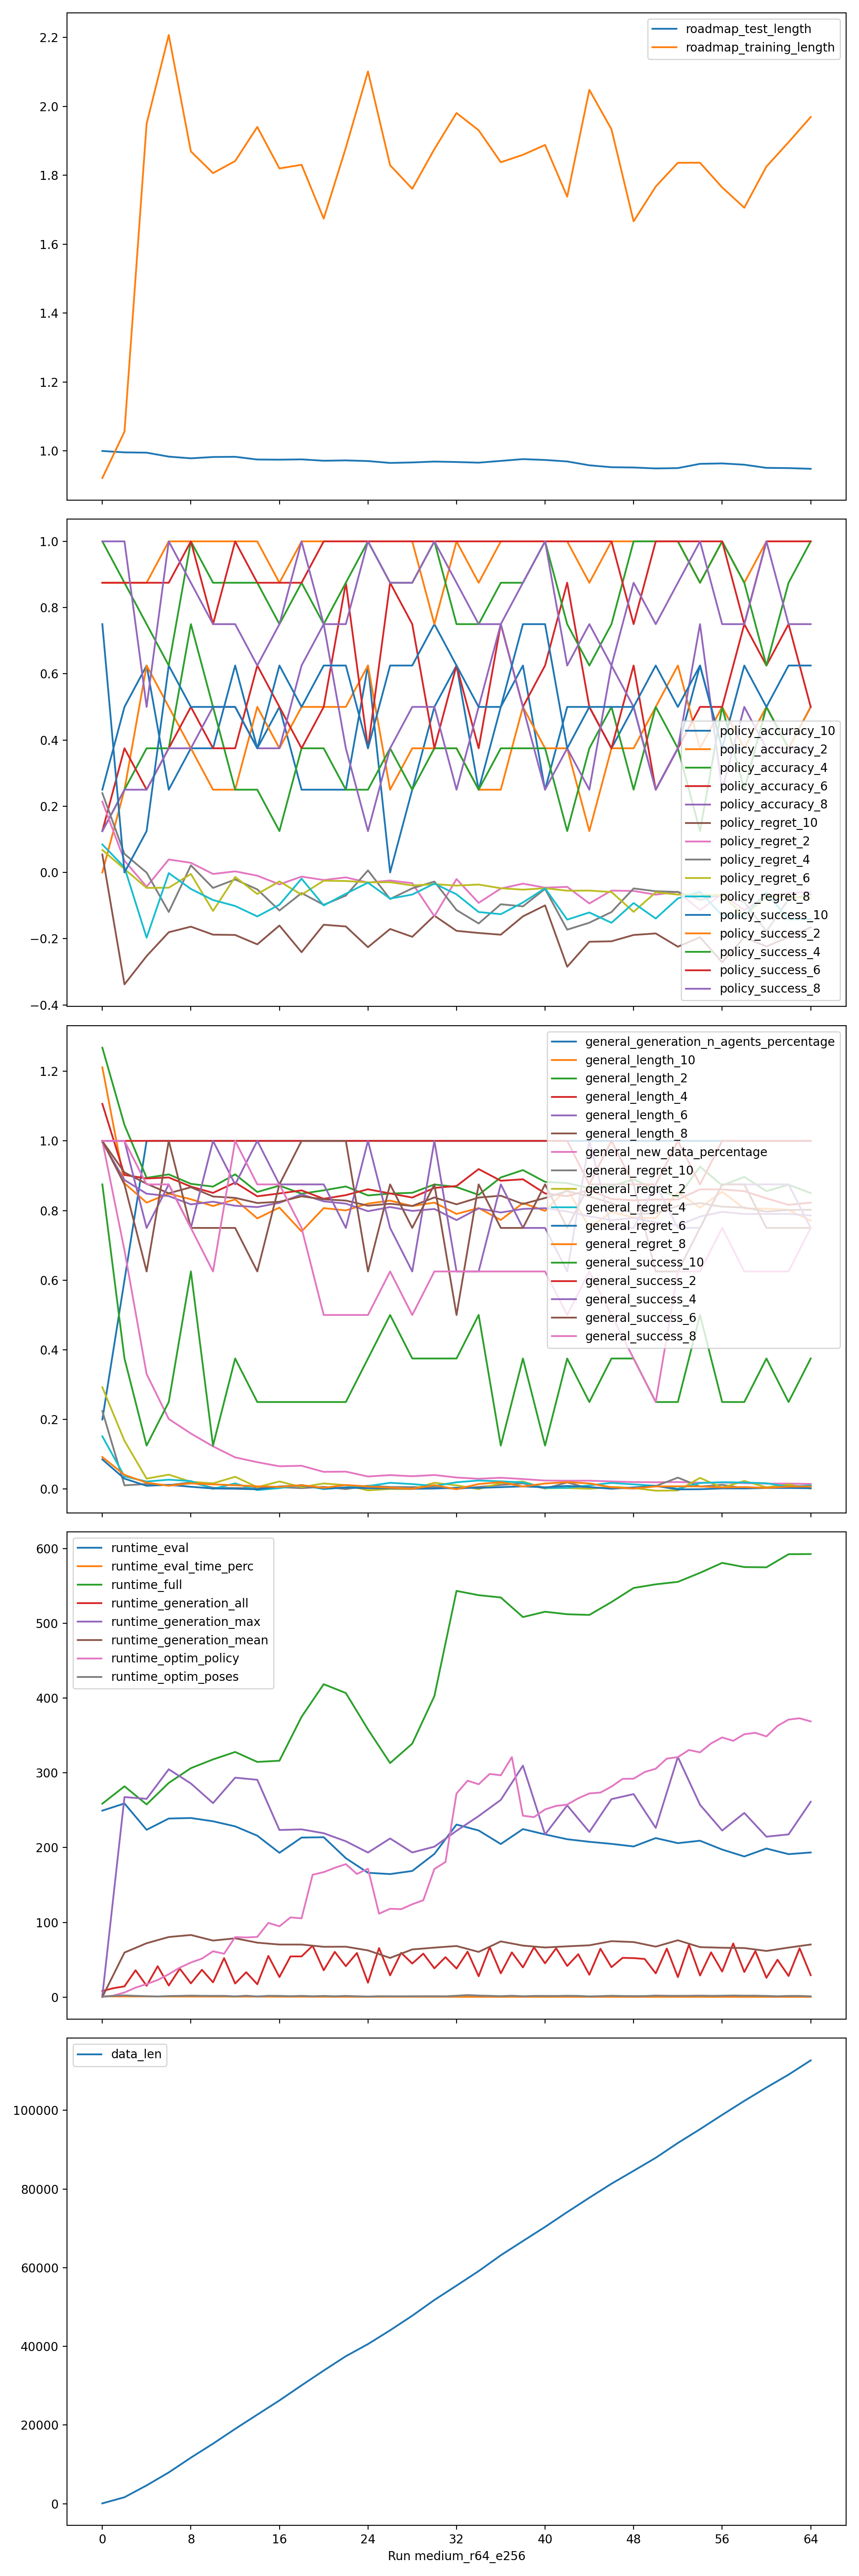 2.2
2.0
1.8
1.6
1.4
1.2
1.0
roadmap_test_length
roadmap_training_length
1.0
0.8
0.6
0.4
0.2
0.0
−0.2
−0.4
policy_accuracy_10
policy_accuracy_2
policy_accuracy_4
policy_accuracy_6
policy_accuracy_8
policy_regret_10
policy_regret_2
policy_regret_4
policy_regret_6
policy_regret_8
policy_success_10
policy_success_2
policy_success_4
policy_success_6
policy_success_8
1.2
1.0
0.8
0.6
0.4
0.2
0.0
general_generation_n_agents_percentage
general_length_10
general_length_2
general_length_4
general_length_6
general_length_8
general_new_data_percentage
general_regret_10
general_regret_2
general_regret_4
general_regret_6
general_regret_8
general_success_10
general_success_2
general_success_4
general_success_6
general_success_8
600
500
400
300
200
100
0
runtime_eval
runtime_eval_time_perc
runtime_full
runtime_generation_all
runtime_generation_max
runtime_generation_mean
runtime_optim_policy
runtime_optim_poses
100000
80000
60000
40000
20000
0
data_len
0 8 16 24 32 40 48 56 64
Run medium_r64_e256